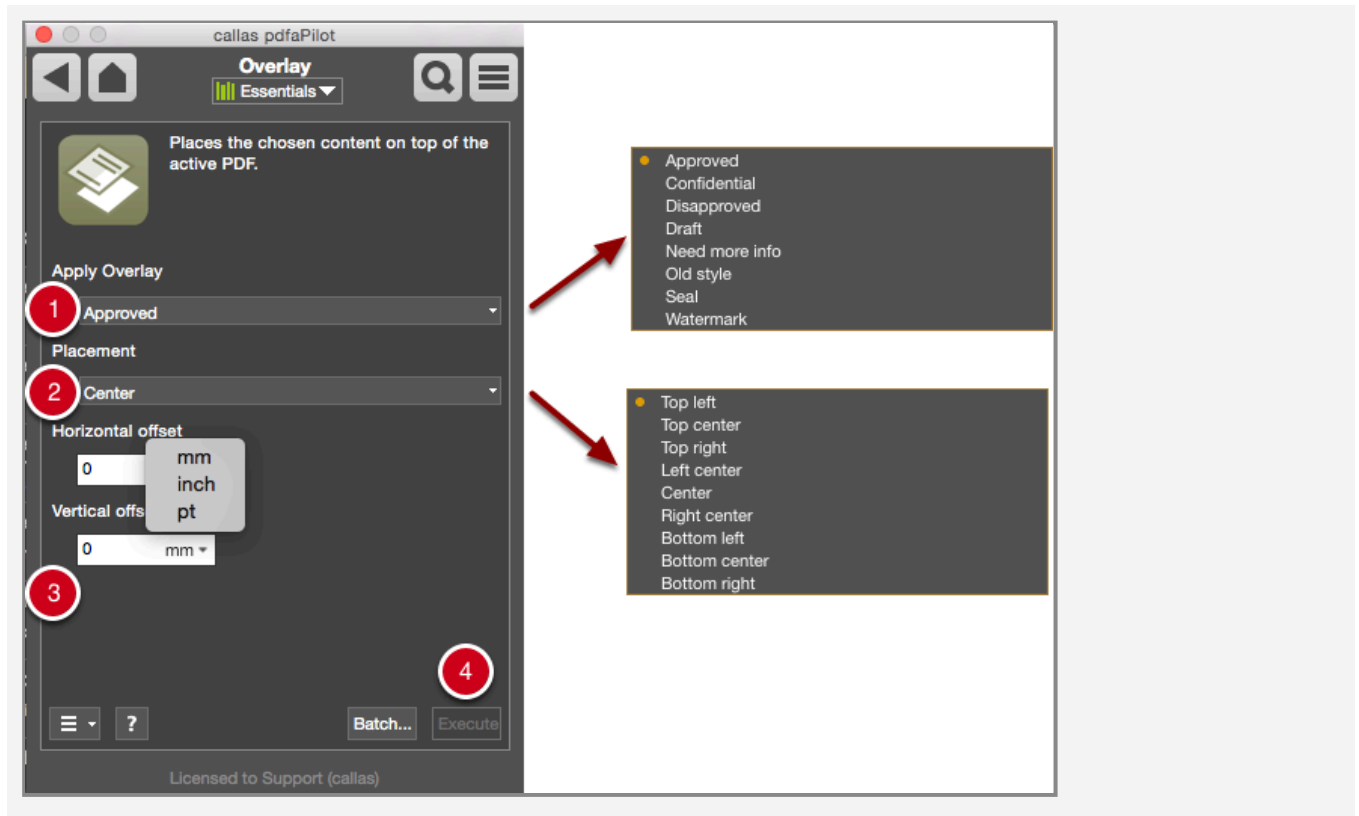 callas pdfaPilot
Overlay
Essentials
Places the chosen content on top of the
active PDF.
Apply Overlay
1
Approved
Placement
2
Center
Horizontal offset
0
mm
inch
pt
Vertical offs
0 mm
3
4
?
Batch...
Execute
Licensed to Support (callas)
Approved
Confidential
Disapproved
Draft
Need more info
Old style
Seal
Watermark
Top left
Top center
Top right
Left center
Center
Right center
Bottom left
Bottom center
Bottom right